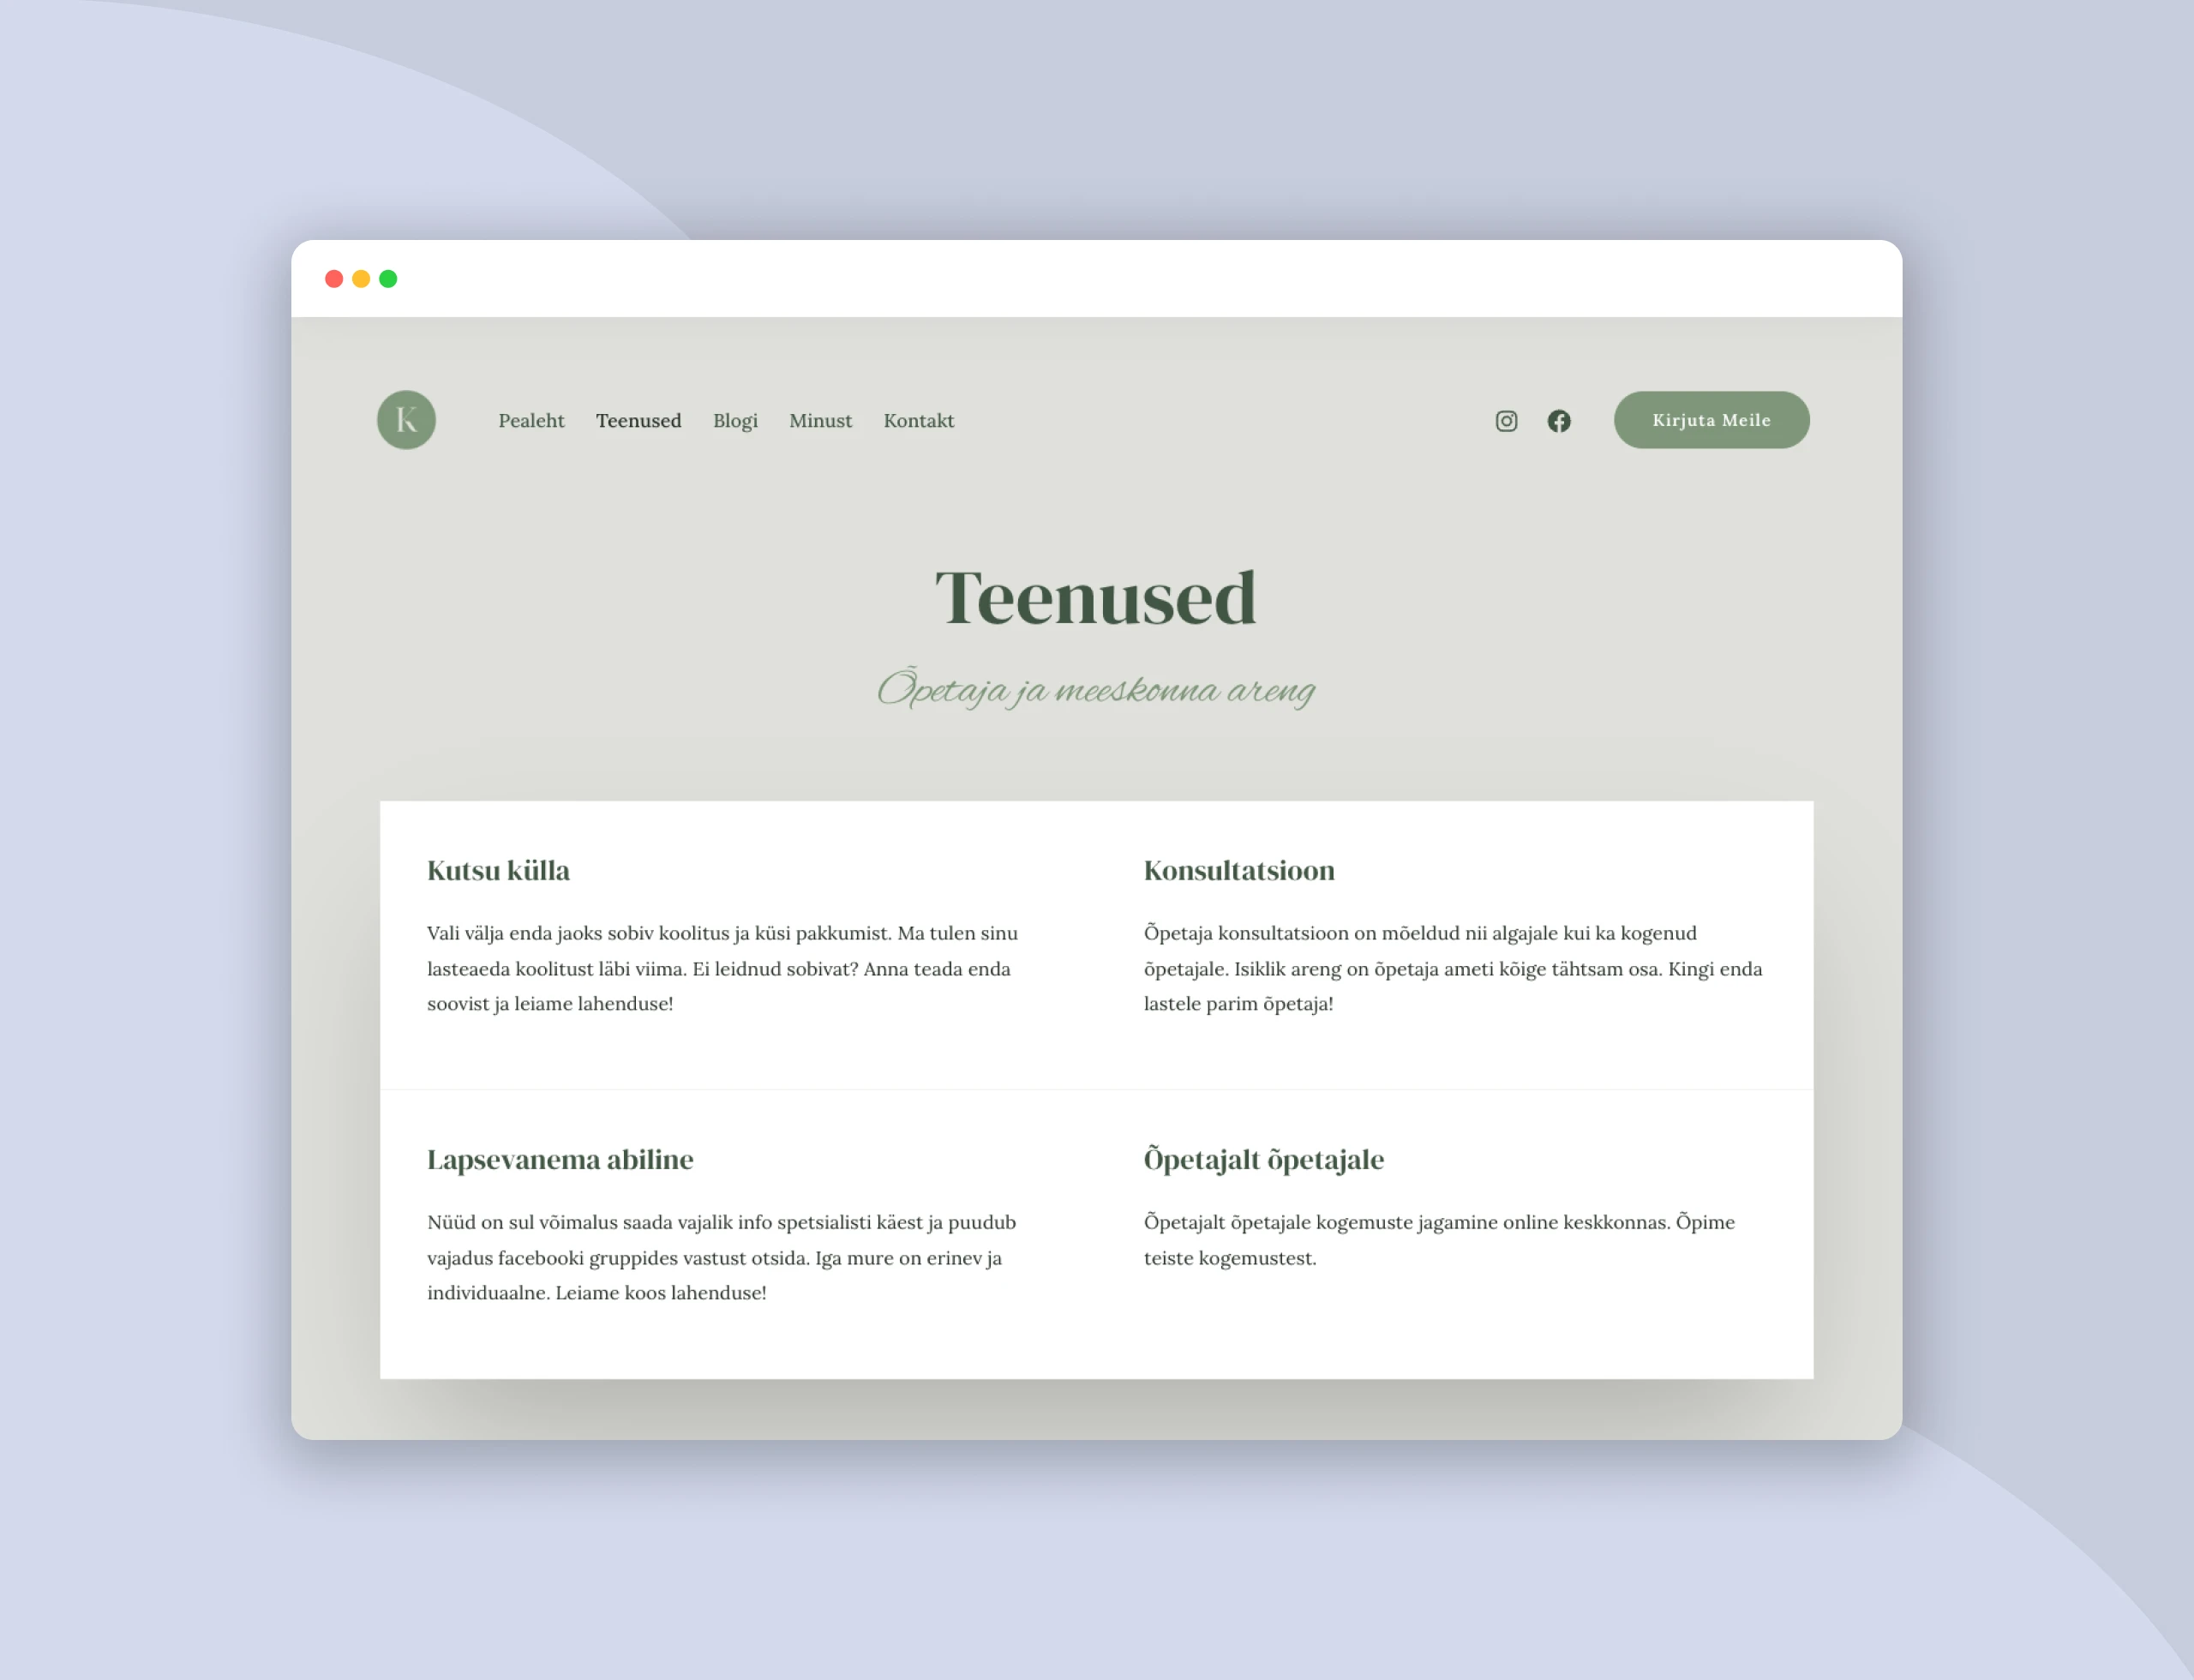 K
Pealeht Teenused Blogi Minust Kontakt
Kirjuta Meile
Teenused
Õpetaja ja meeskonna areng
Kutsu külla
Vali välja enda jaoks sobiv koolitus ja küsi pakkumist. Ma tulen sinu
lasteaeda koolitust läbi viima. Ei leidnud sobivat? Anna teada enda
soovist ja leiame lahenduse!
Konsultatsioon
Õpetaja konsultatsioon on mõeldud nii algajale kui ka kogenud
õpetajale. Isiklik areng on õpetaja ameti kõige tähtsam osa. Kingi enda
lastele parim õpetaja!
Lapsevanema abiline
Nüüd on sul võimalus saada vajalik info spetsialisti käest ja puudub
vajadus facebooki gruppides vastust otsida. Iga mure on erinev ja
individuaalne. Leiame koos lahenduse!
Õpetajalt õpetajale
Õpetajalt õpetajale kogemuste jagamine online keskkonnas. Õpime
teiste kogemustest.